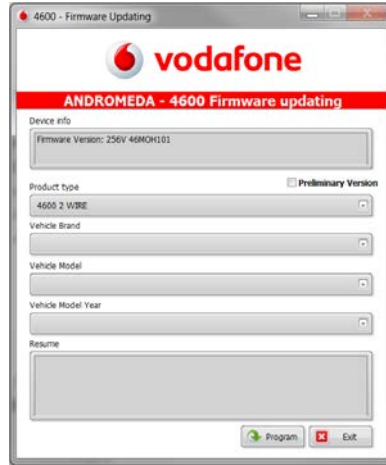 4600 - Firmware Updating
vodafone
ANDROMEDA - 4600 Firmware updating
Device info
Firmware Version: 256V 46MOH101
Product type
Preliminary Version
4600 2 WIRE
Vehicle Brand
Vehicle Model
Vehicle Model Year
Resume
Program
Exit